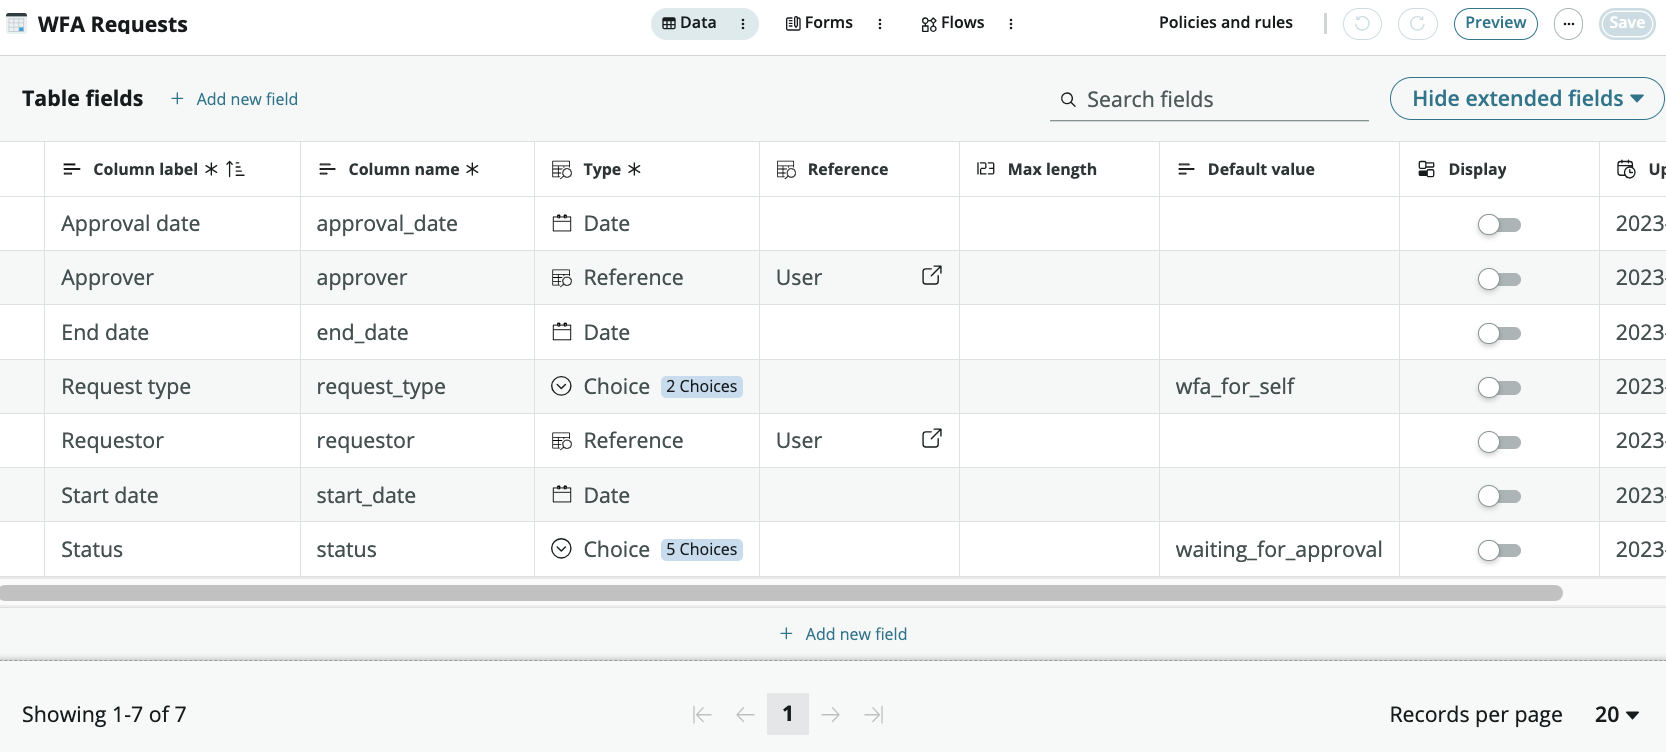 WFA Requests Data Forms Flows Policies and rules Preview Save
Table fields + Add new field Search fields Hide extended fields
Column label * Column name * Type * Reference Max length Default value Display Up
Approval date approval_date Date 2023-
Approver approver Reference User 2023-
End date end_date Date 2023-
Request type request_type Choice 2 Choices wfa_for_self 2023-
Requestor requestor Reference User 2023-
Start date start_date Date 2023-
Status status Choice 5 Choices waiting_for_approval 2023-
+ Add new field
Showing 1-7 of 7 1 Records per page 20